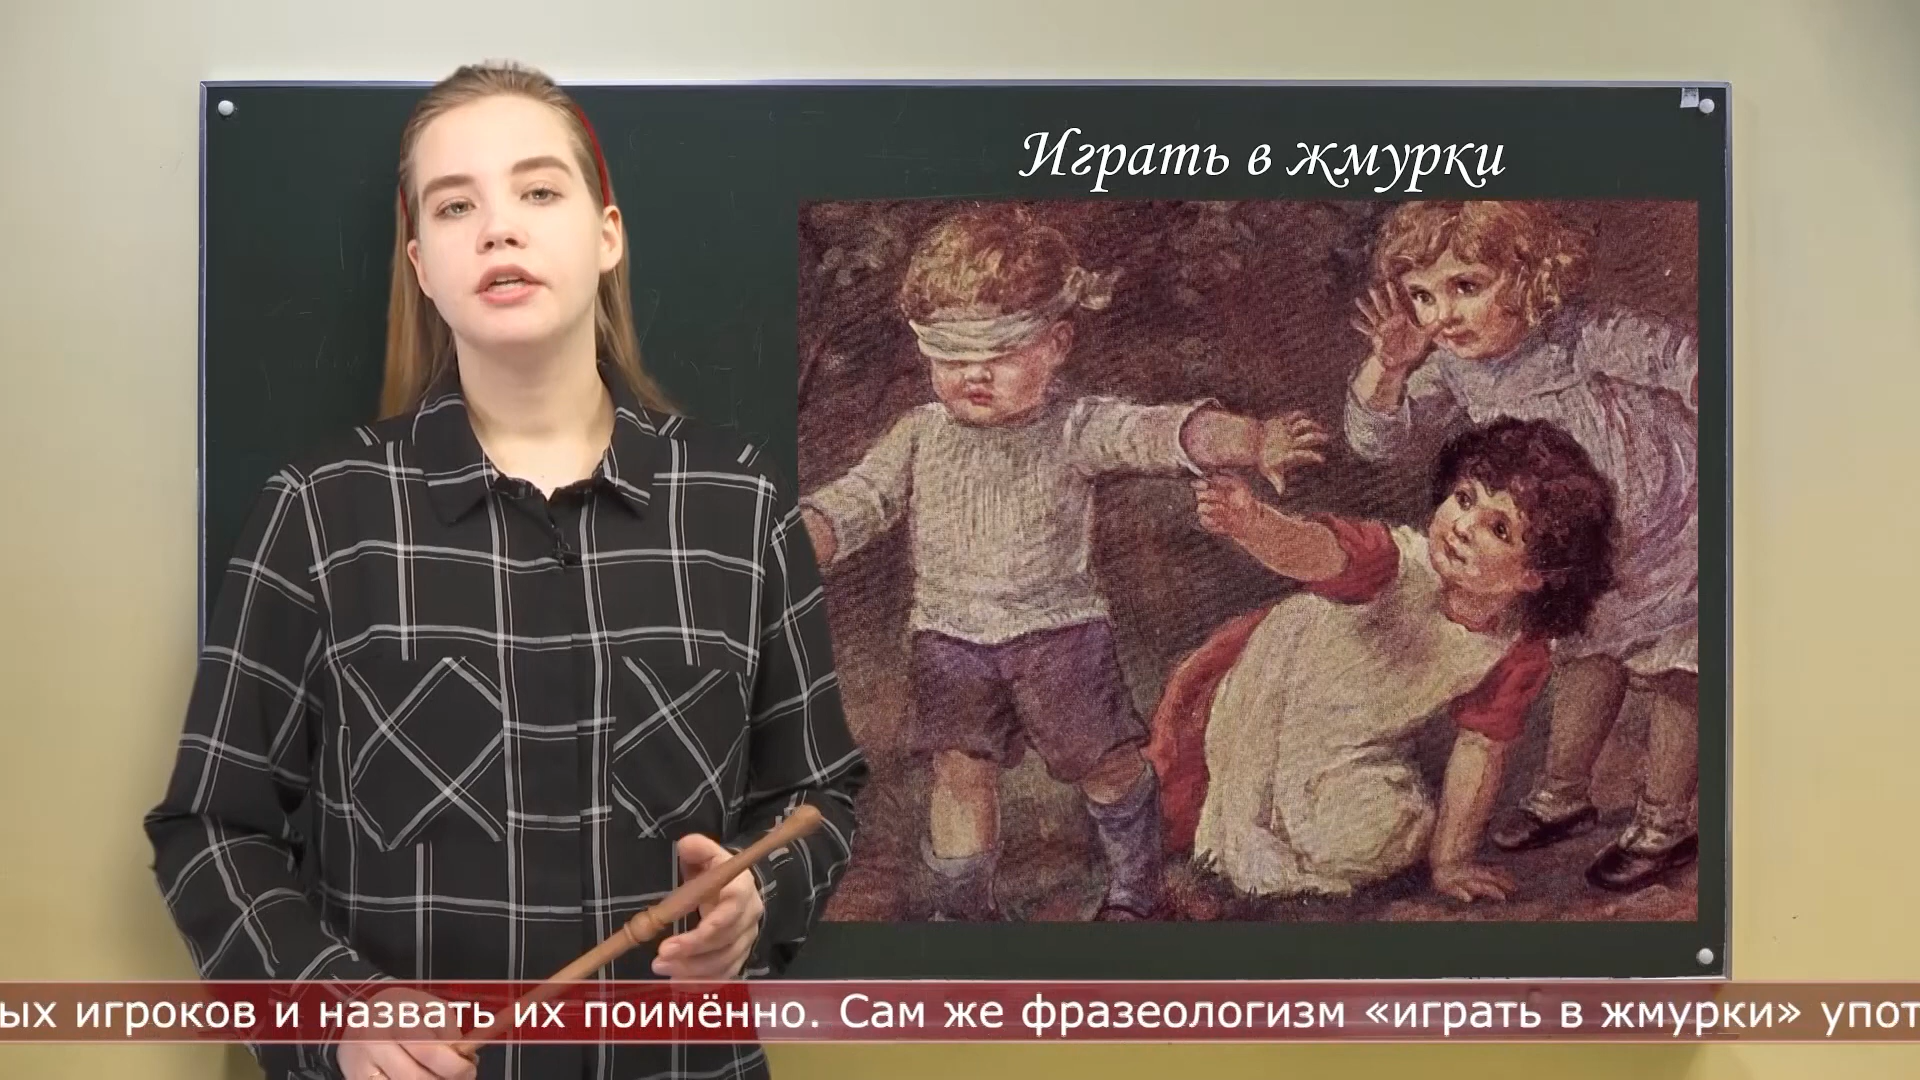 Играть в жмурки
ых игроков и назвать их поимённо. Сам же фразеологизм «играть в жмурки» упот